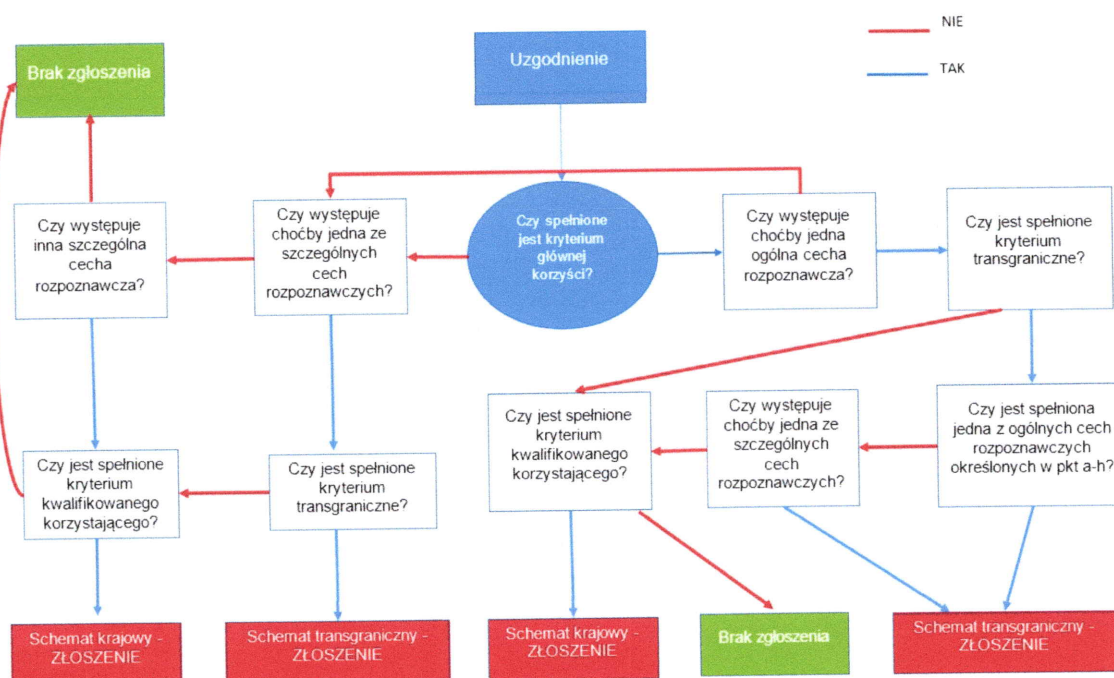 NIE
TAK
Brak zgłoszenia
Uzgodnienie
Czy występuje
inna szczególna
cecha
rozpoznawcza?
Czy występuje
choćby jedna ze
szczególnych
cech
rozpoznawczych?
Czy spełnione
jest kryterium
głównej
korzyści?
Czy występuje
choćby jedna
ogólna cecha
rozpoznawcza?
Czy jest spełnione
kryterium
transgraniczne?
Czy jest spełnione
kryterium
kwalifikowanego
korzystającego?
Czy jest spełnione
kryterium
transgraniczne?
Czy jest spełnione
kryterium
kwalifikowanego
korzystającego?
Czy występuje
choćby jedna ze
szczególnych
cech
rozpoznawczych?
Czy jest spełniona
jedna z ogólnych cech
rozpoznawczych
określonych w pkt a-h?
Schemat krajowy -
ZŁOSZENIE
Schemat transgraniczny -
ZŁOSZENIE
Schemat krajowy -
ZŁOSZENIE
Brak zgłoszenia
Schemat transgraniczny -
ZŁOSZENIE